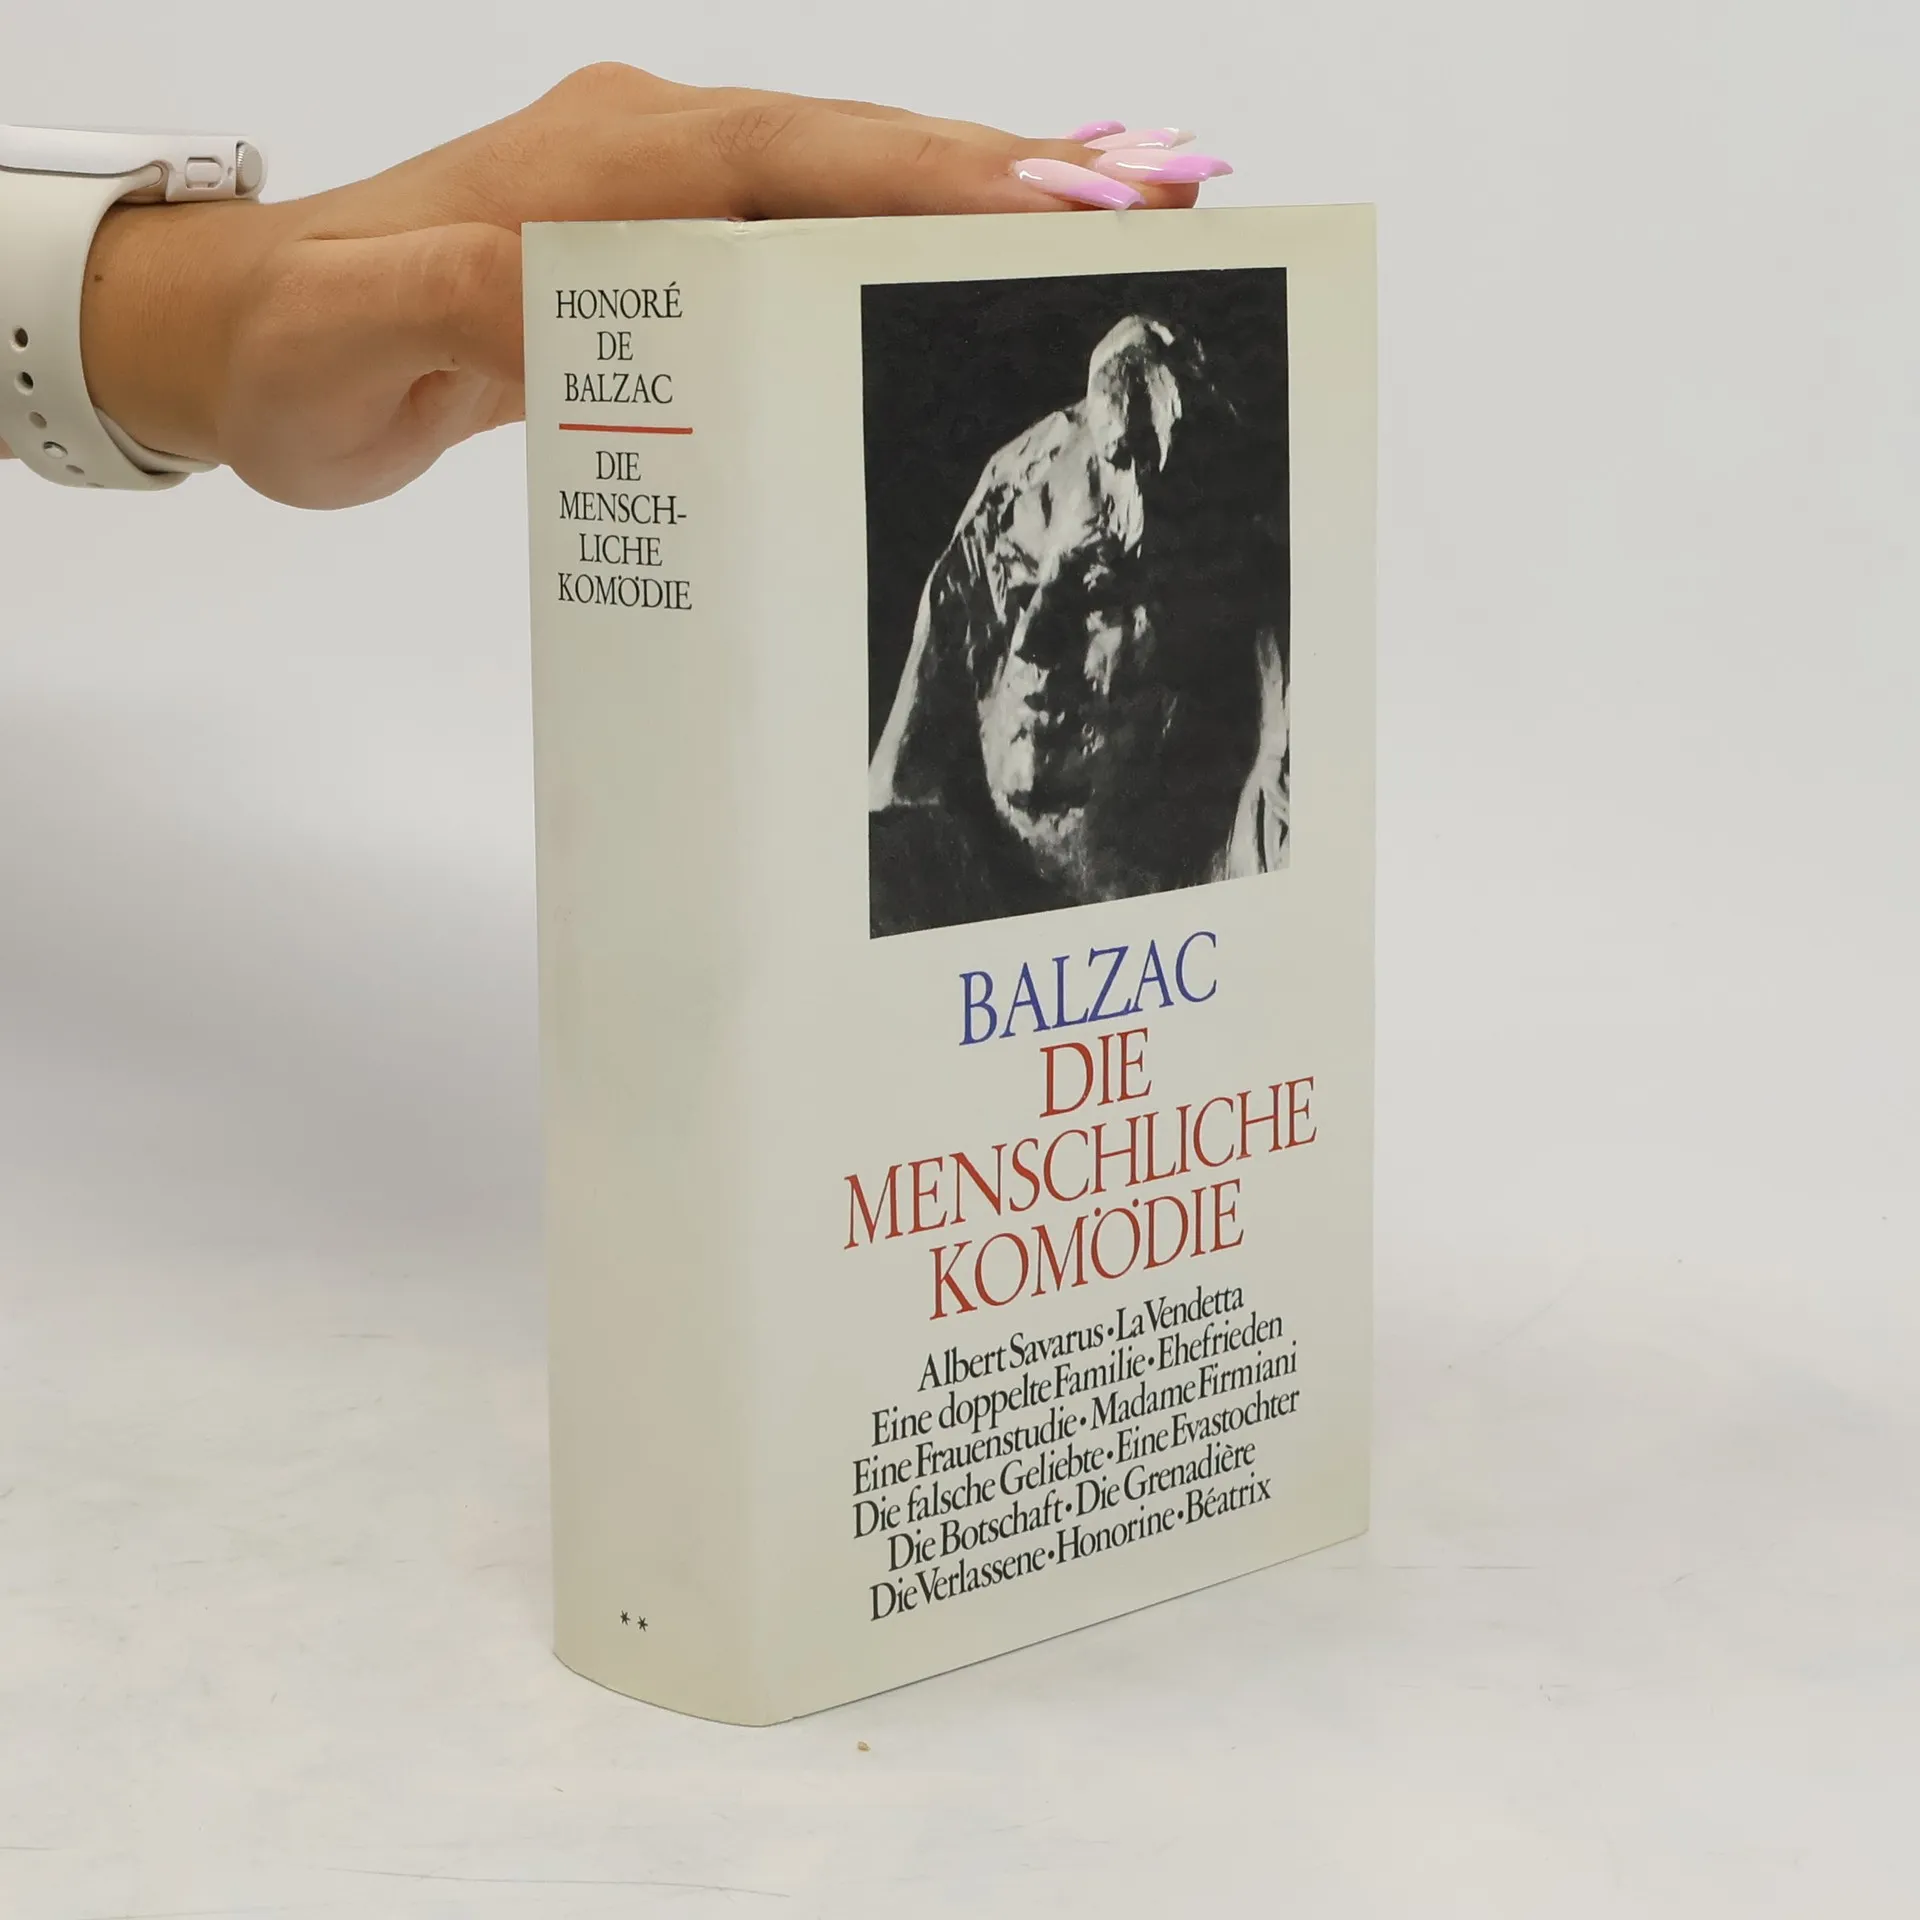 HONORÉ
DE
BALZAC
DIE
MENSCH-
LICHE
KOMÖDIE
**
BALZAC
DIE
MENSCHLICHE
KOMÖDIE
Albert Savarus • La Vendetta
Eine doppelte Familie • Ehefrieden
Eine Frauenstudie • Madame Firmiani
Die falsche Geliebte • Eine Evastochter
Die Botschaft • Die Grenadière
Die Verlassene • Honorine • Béatrix